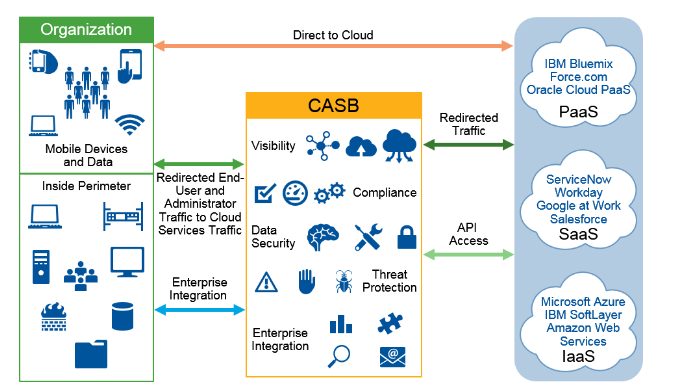 Organization
Mobile Devices
and Data
Inside Perimeter
Direct to Cloud
Redirected End-
User and
Administrator
Traffic to Cloud
Services Traffic
Enterprise
Integration
CASB
Visibility
Compliance
Data
Security
Threat
Protection
Enterprise
Integration
@
Redirected
Traffic
API
Access
IBM Bluemix
Force.com
Oracle Cloud PaaS
PaaS
ServiceNow
Workday
Google at Work
Salesforce
SaaS
Microsoft Azure
IBM SoftLayer
Amazon Web
Services
IaaS